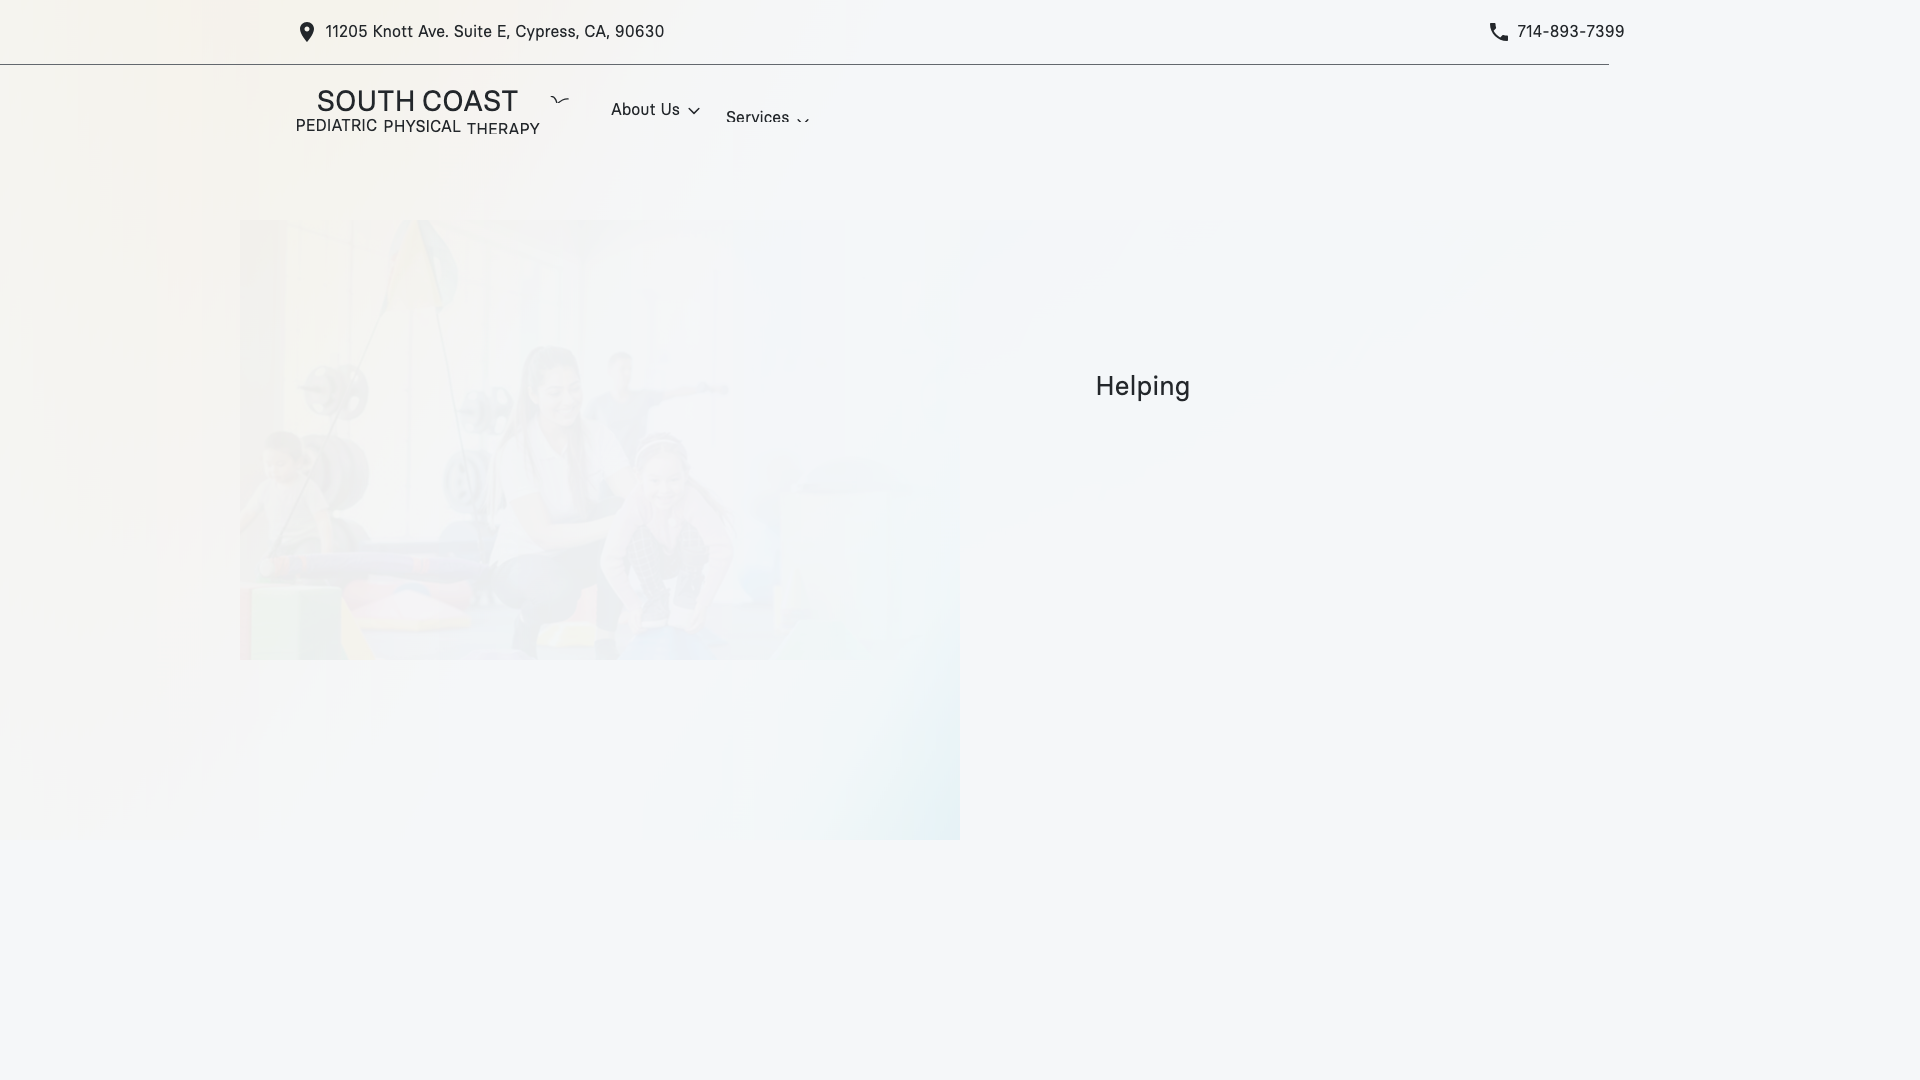 11205 Knott Ave. Suite E, Cypress, CA, 90630
714-893-7399
SOUTH COAST
PEDIATRIC PHYSICAL THERAPY
About Us
Services
Helping